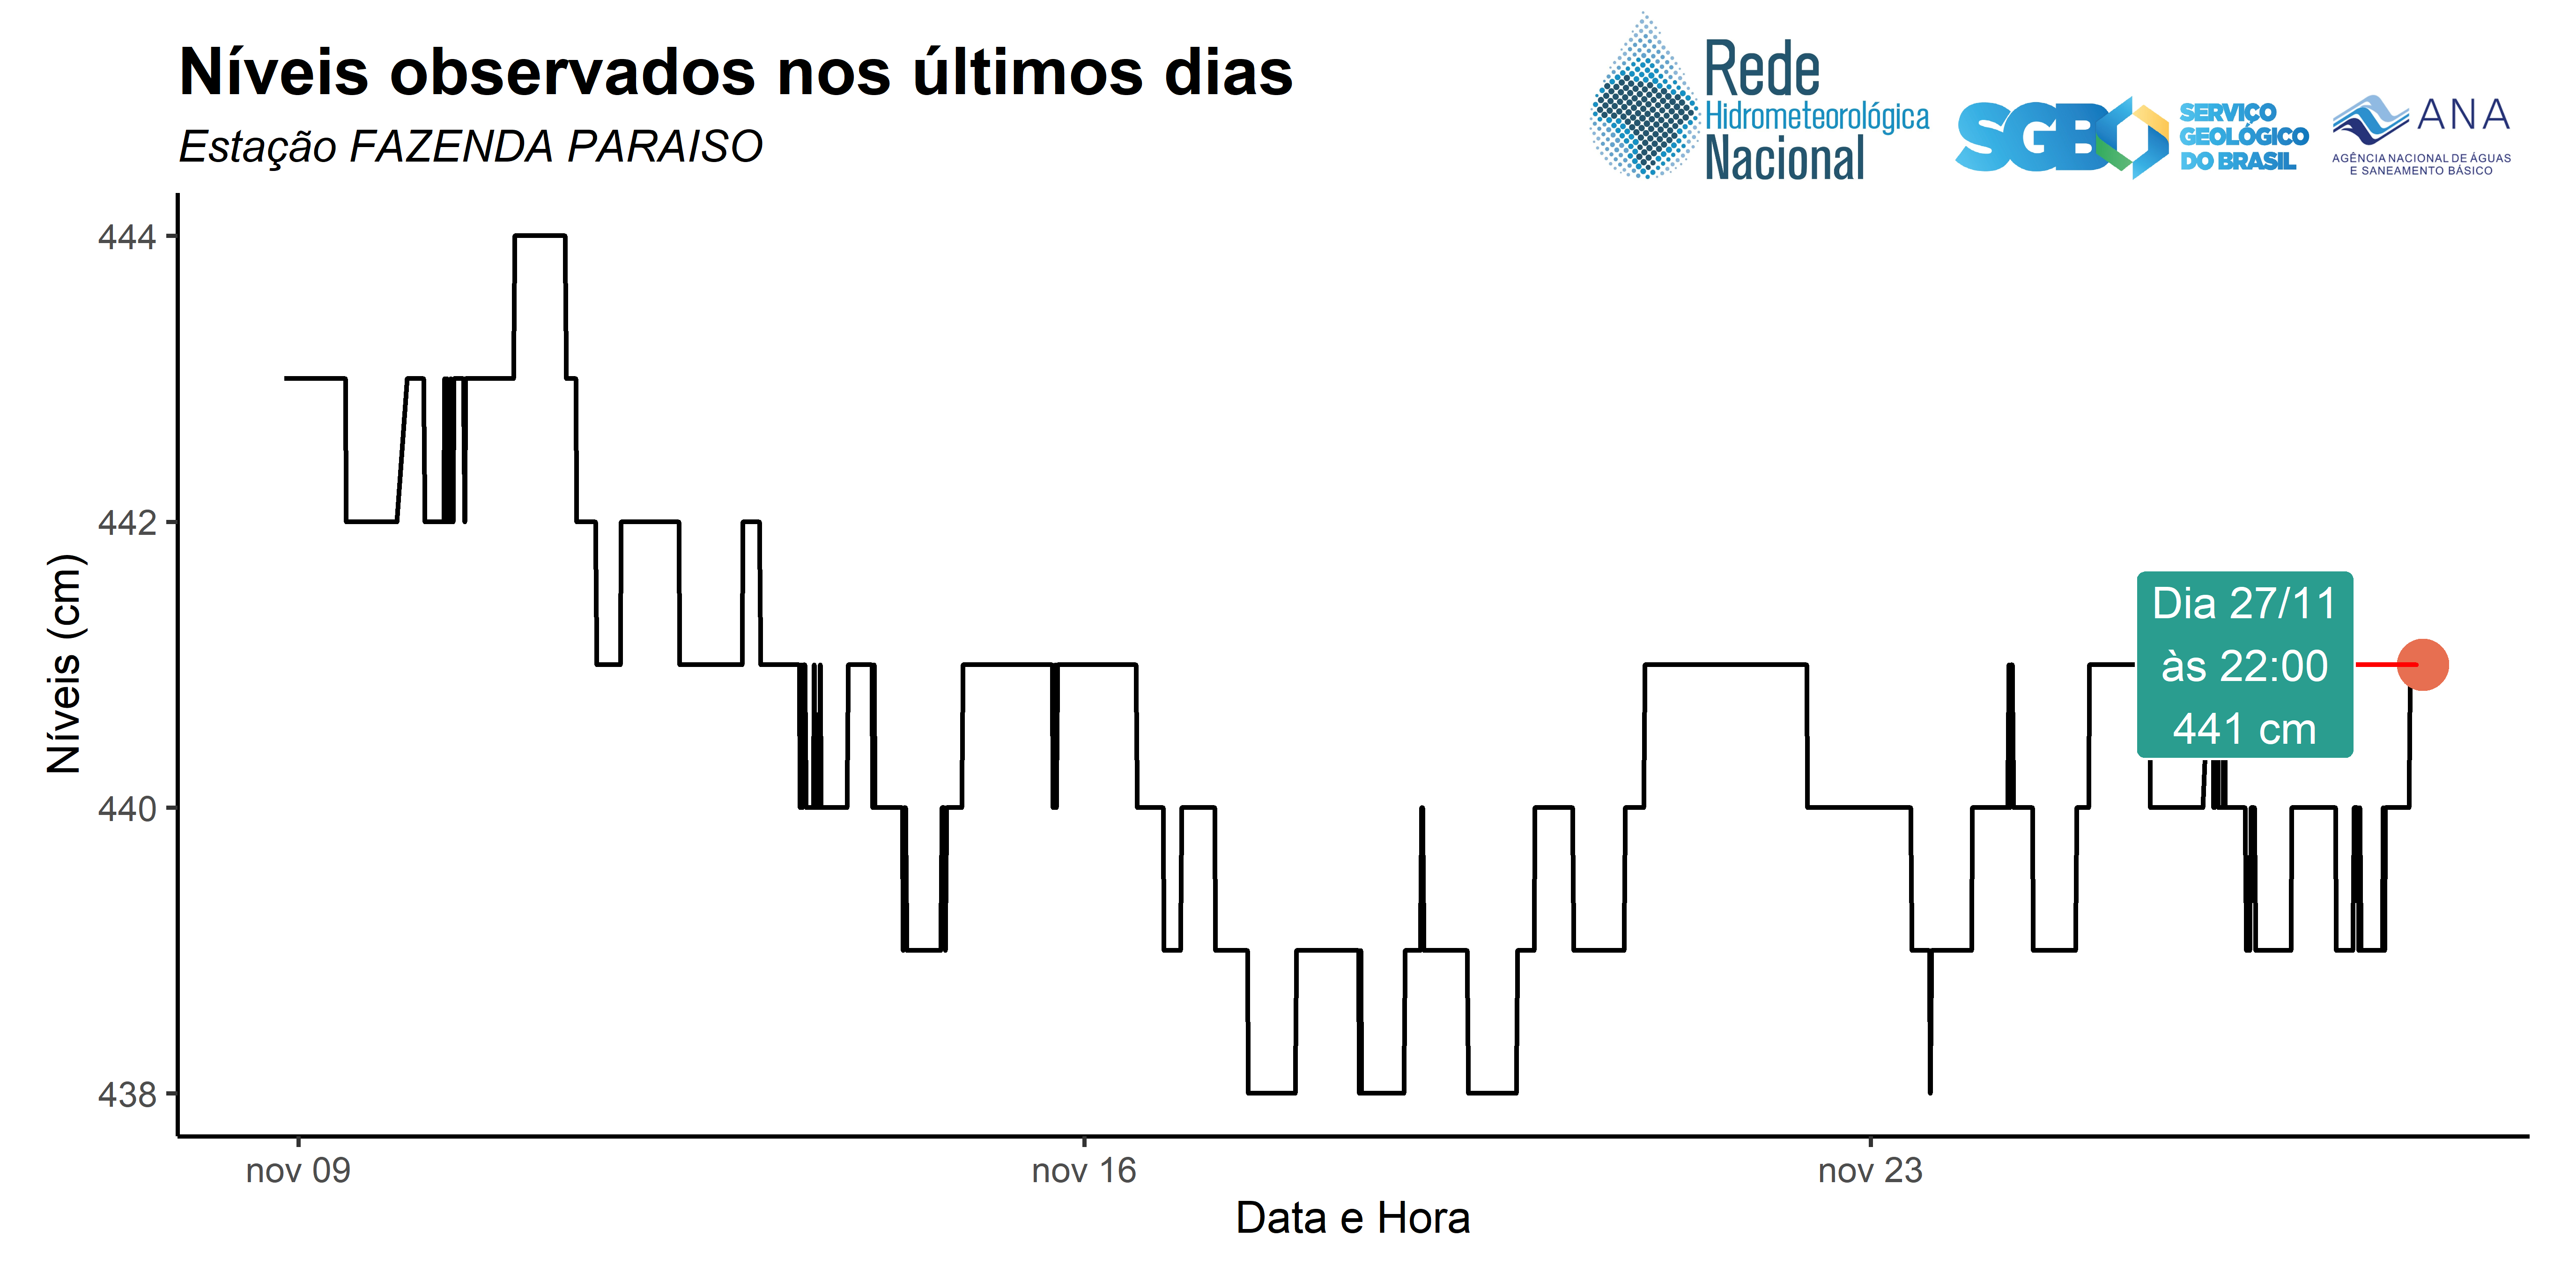 Níveis observados nos últimos dias
Estação FAZENDA PARAISO
Rede
Hidrometeorológica
Nacional
SGB
SERVIÇO
GEOLÓGICO
DO BRASIL
ANA
AGÊNCIA NACIONAL DE ÁGUAS
E SANEAMENTO BÁSICO
Níveis (cm)
444
442
440
438
Dia 27/11
às 22:00
441 cm
nov 09
nov 16
nov 23
Data e Hora